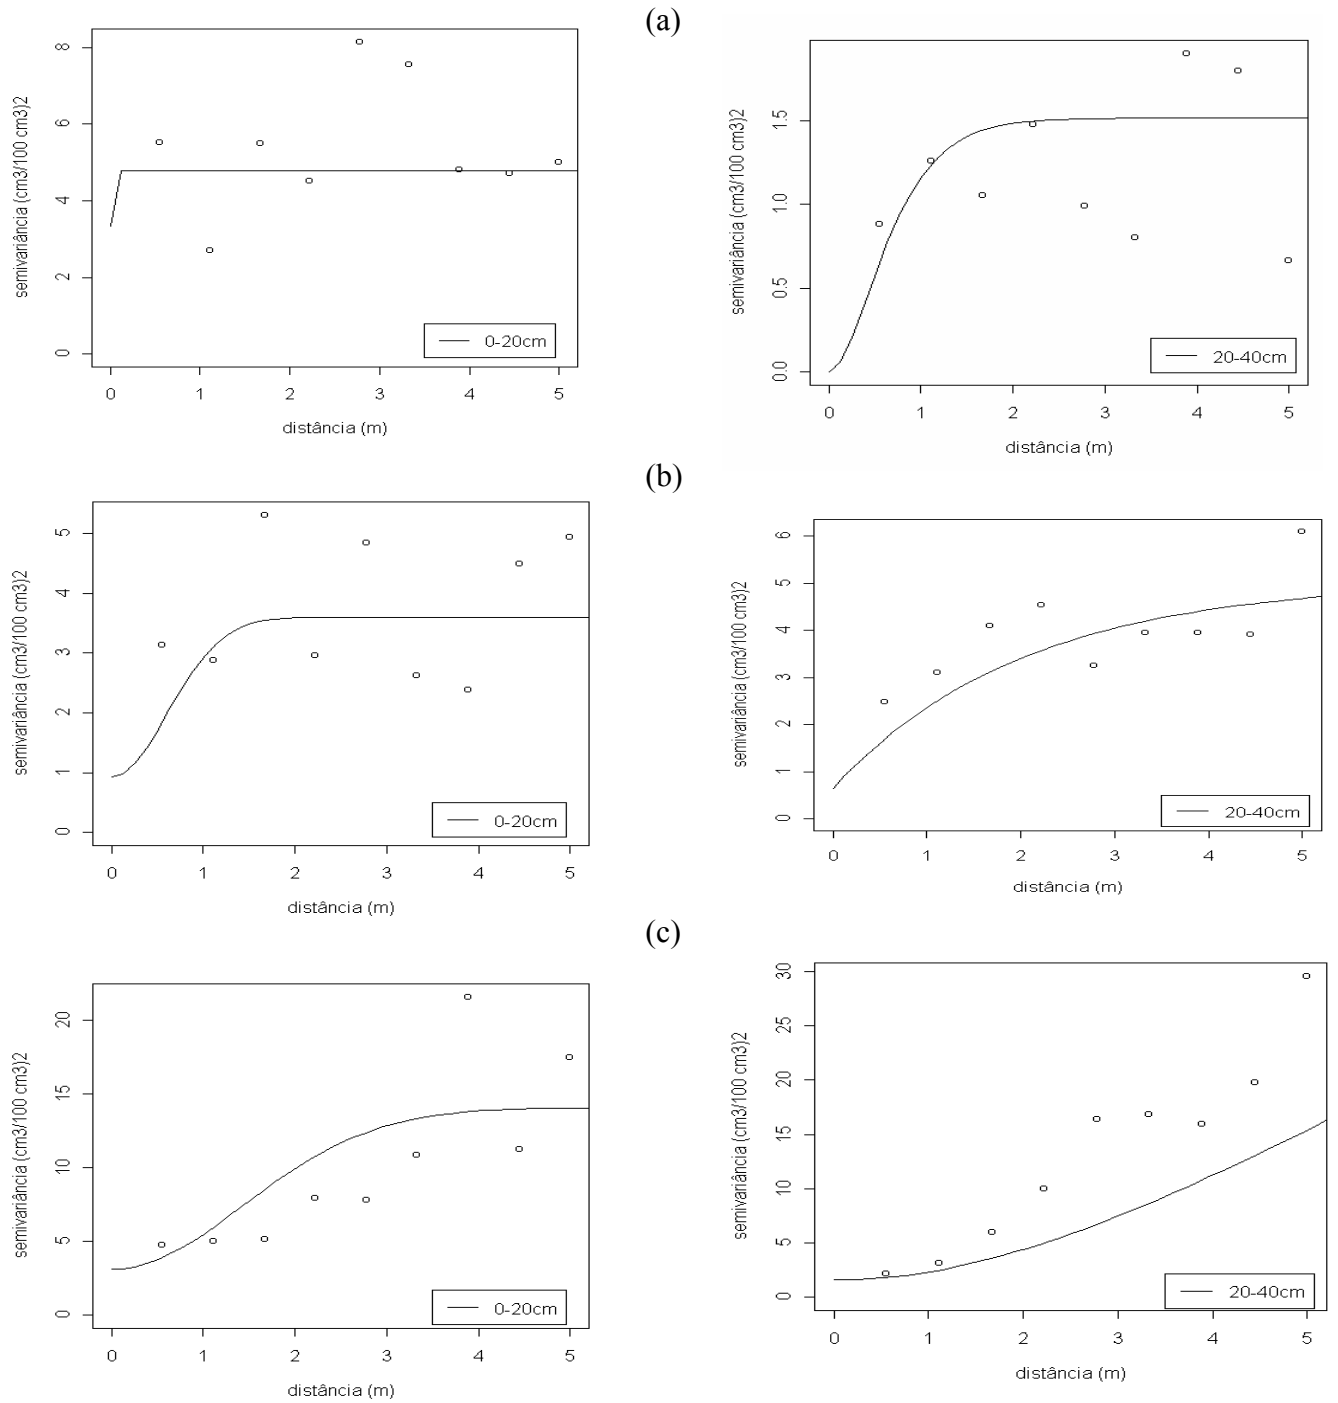 (a)
semivariância (cm3/100 cm3)2
0 2 4 6 8
0-20cm
0 1 2 3 4 5
distância (m)
semivariância (cm3/100 cm3)2
0.0 0.5 1.0 1.5
20-40cm
0 1 2 3 4 5
distância (m)
(b)
semivariância (cm3/100 cm3)2
0 1 2 3 4 5
0-20cm
0 1 2 3 4 5
distância (m)
semivariância (cm3/100 cm3)2
0 1 2 3 4 5 6
20-40cm
0 1 2 3 4 5
distância (m)
(c)
semivariância (cm3/100 cm3)2
0 5 10 15 20
0-20cm
0 1 2 3 4 5
distância (m)
semivariância (cm3/100 cm3)2
0 5 10 15 20 25 30
20-40cm
0 1 2 3 4 5
distância (m)